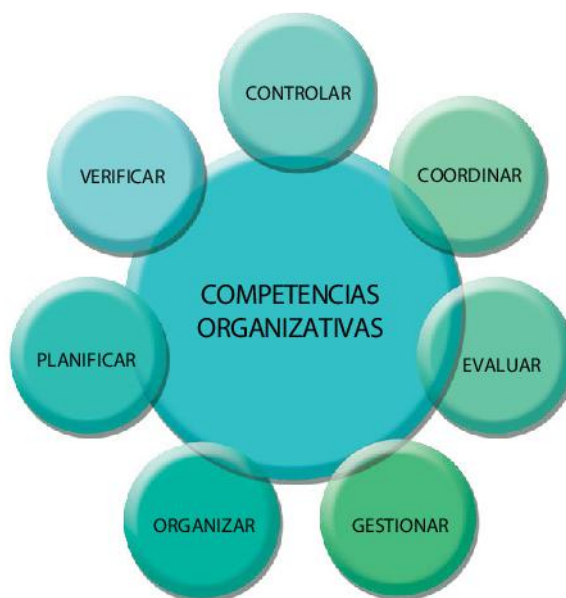 CONTROLAR
COORDINAR
EVALUAR
GESTIONAR
ORGANIZAR
PLANIFICAR
VERIFICAR
COMPETENCIAS
ORGANIZATIVAS